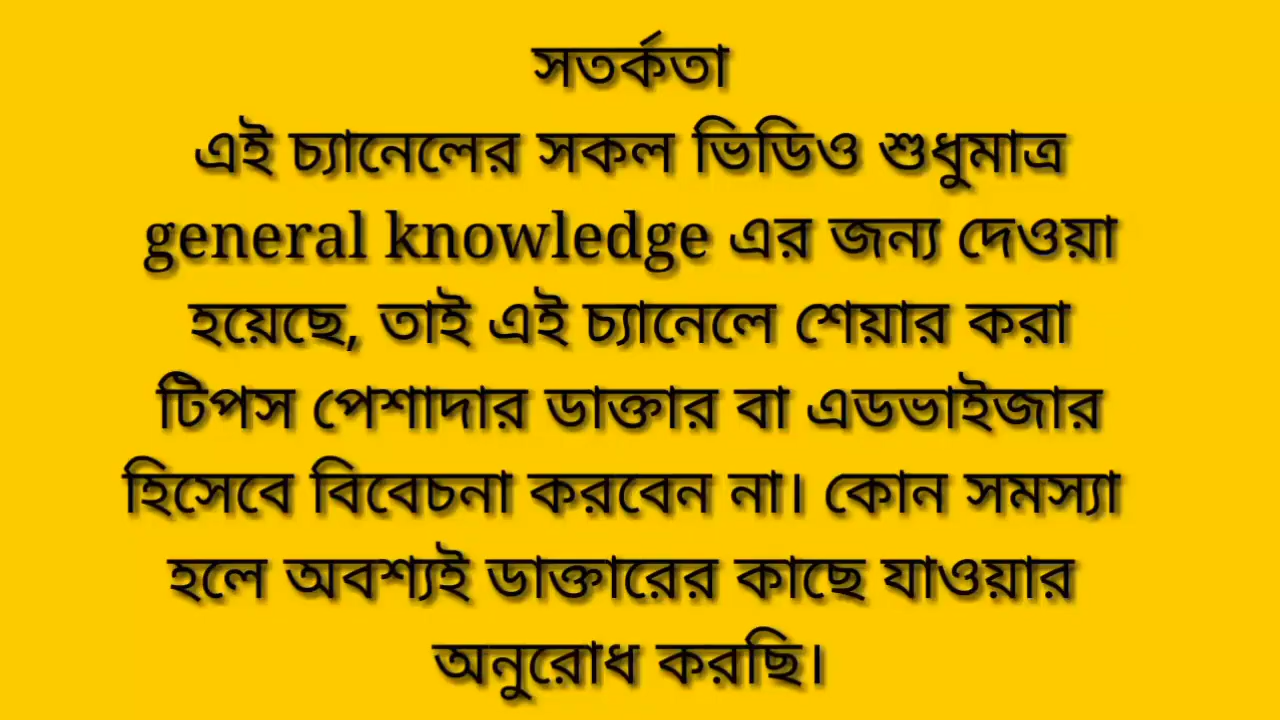 সতর্কতা
এই চ্যানেলের সকল ভিডিও শুধুমাত্র
general knowledge এর জন্য দেওয়া
হয়েছে, তাই এই চ্যানেলে শেয়ার করা
টিপস পেশাদার ডাক্তার বা এডভাইজার
হিসেবে বিবেচনা করবেন না। কোন সমস্যা
হলে অবশ্যই ডাক্তারের কাছে যাওয়ার
অনুরোধ করছি।